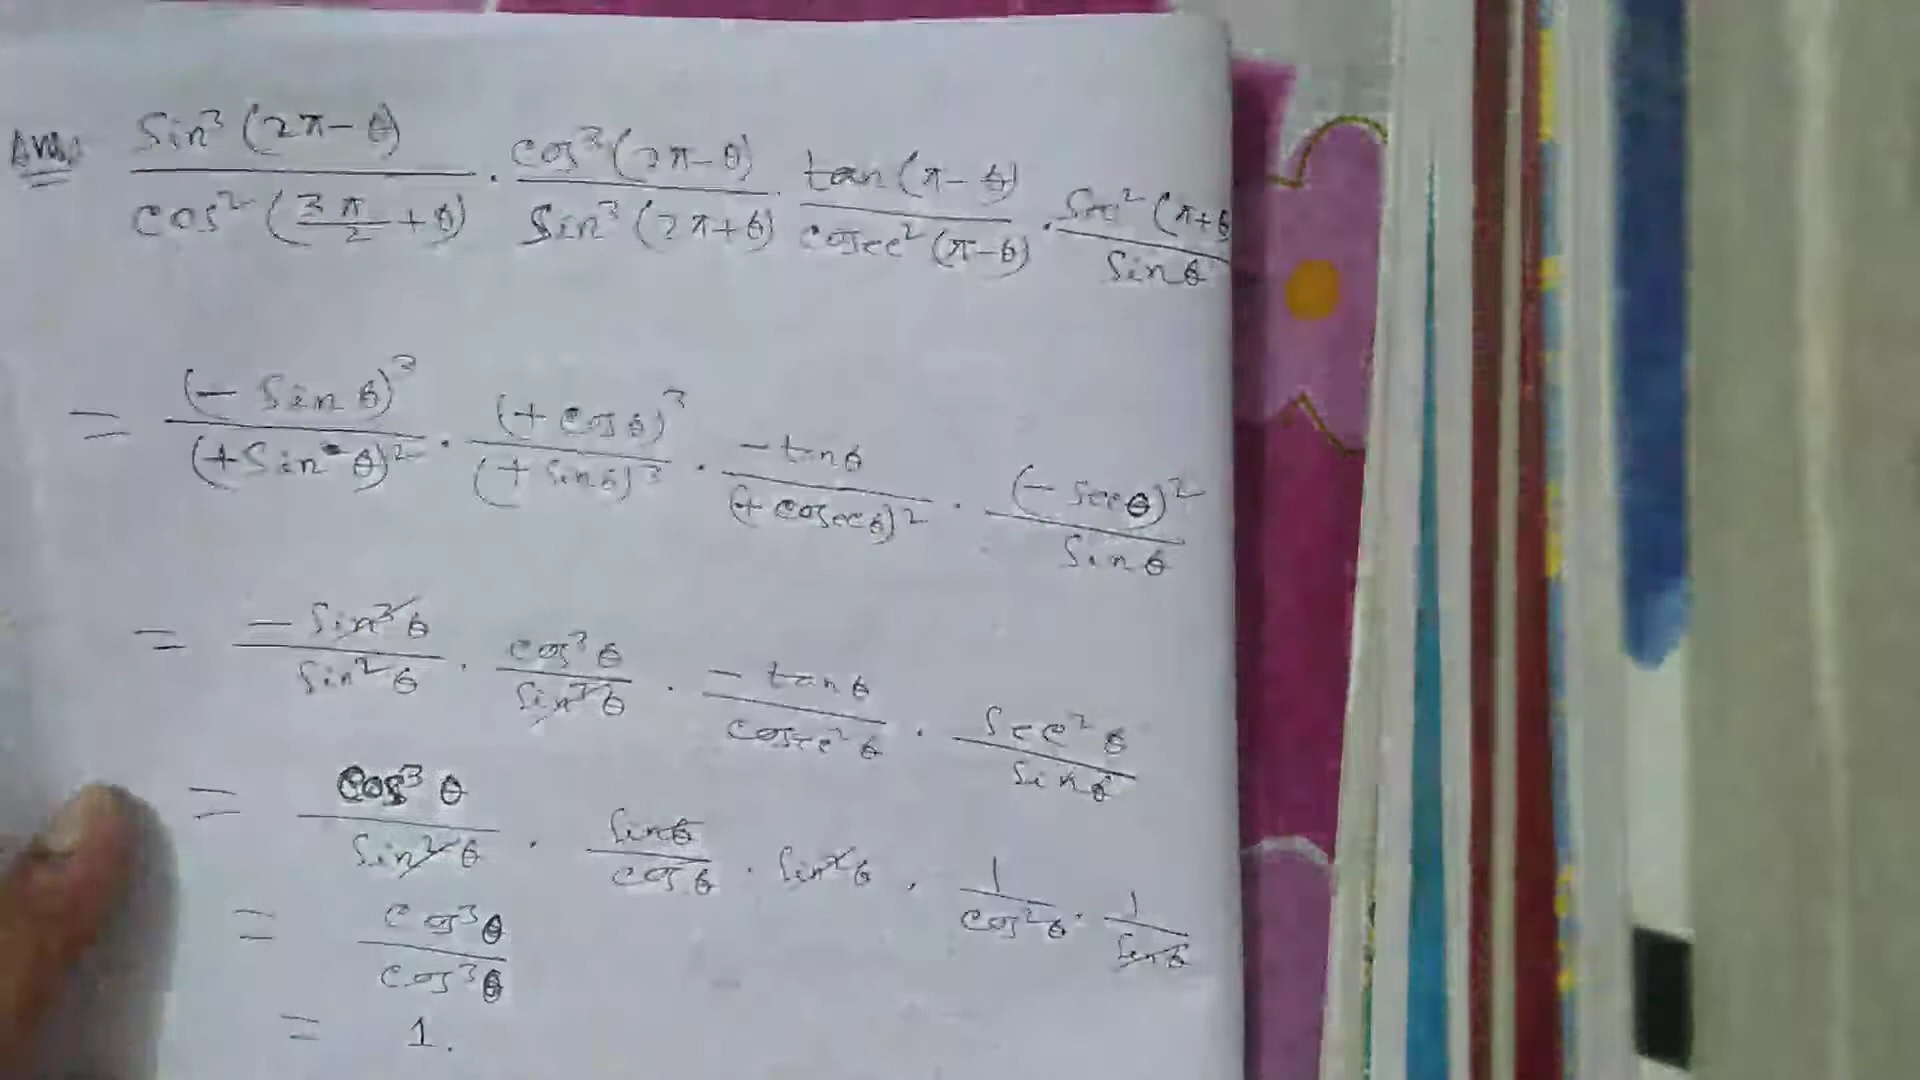 Ans. sin³(2π-θ)/cos²(3π/2+θ) · cos³(2π-θ)/sin³(2π+θ) · tan(π-θ)/cosec²(π-θ) · sec²(π+θ/sinθ
= (-sinθ)³/(+sinθ)² · (+cosθ)³/(+sinθ)³ · -tanθ/(+cosecθ)² · (-secθ)²/sinθ
= -sin³θ/sin²θ · cos³θ/sin³θ · -tanθ/cosec²θ · sec²θ/sinθ
= cos³θ/sin²θ · sinθ/cosθ · sin²θ · 1/cos²θ · 1/sinθ
= cos³θ/cos³θ
= 1.